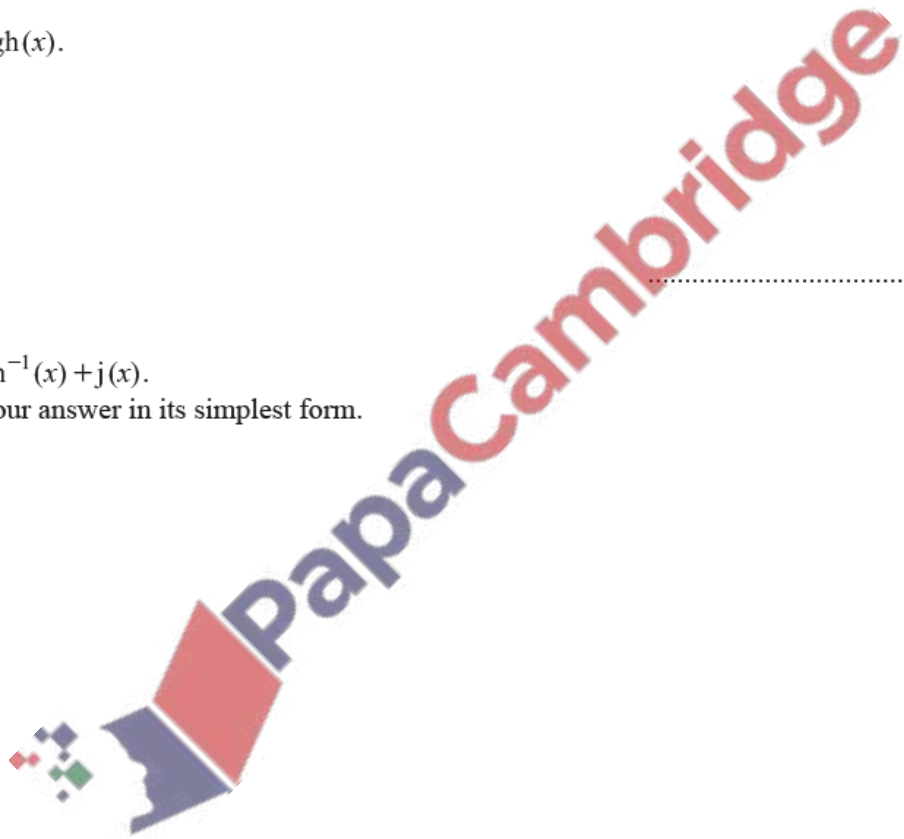 gh(x).
⁻¹(x) + j(x).
our answer in its simplest form.
PapaCambridge